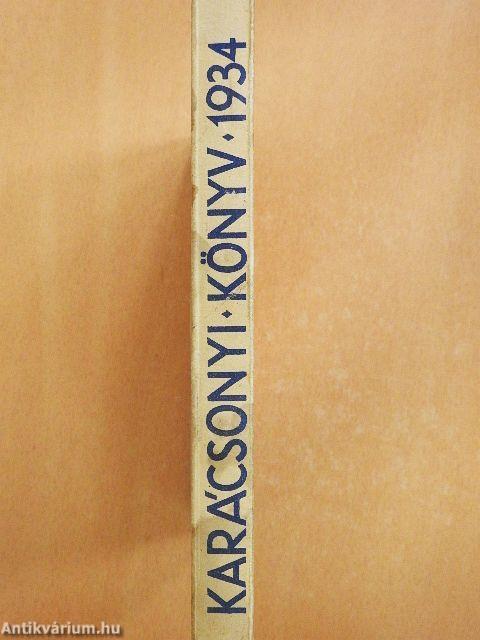 KARÁCSONYI · KÖNYV · 1934
Antikvárium.hu